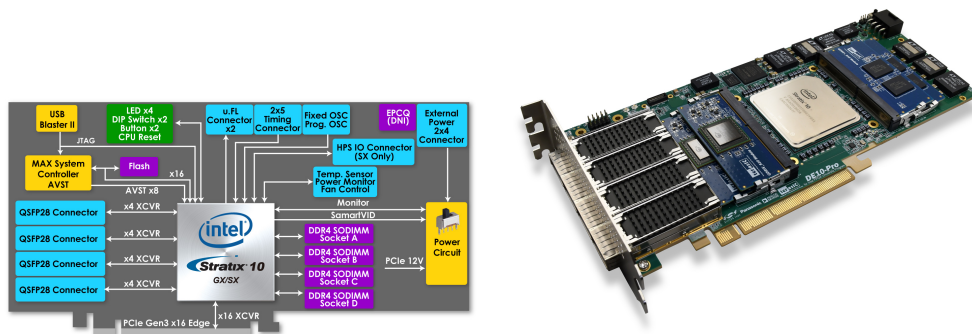 USB
Blaster II
LED x4
DIP Switch x2
Button x2
CPU Reset
u.FL
Connector
x2
2x5
Timing
Connector
Fixed OSC
Prog. OSC
EPCQ
(DNI)
External
Power
2x4
Connector
JTAG
HPS IO Connector
(SX Only)
MAX System
Controller
AVST
Flash
x16
AVST x8
Temp. Sensor
Power Monitor
Fan Control
Monitor
SamartVID
QSFP28 Connector
x4 XCVR
QSFP28 Connector
x4 XCVR
QSFP28 Connector
x4 XCVR
QSFP28 Connector
x4 XCVR
intel
Stratix 10
GX/SX
DDR4 SODIMM
Socket A
DDR4 SODIMM
Socket B
DDR4 SODIMM
Socket C
DDR4 SODIMM
Socket D
PCIe 12V
Power
Circuit
x16 XCVR
PCIe Gen3 x16 Edge
intel
Stratix 10
DE10-Pro
Panasonic